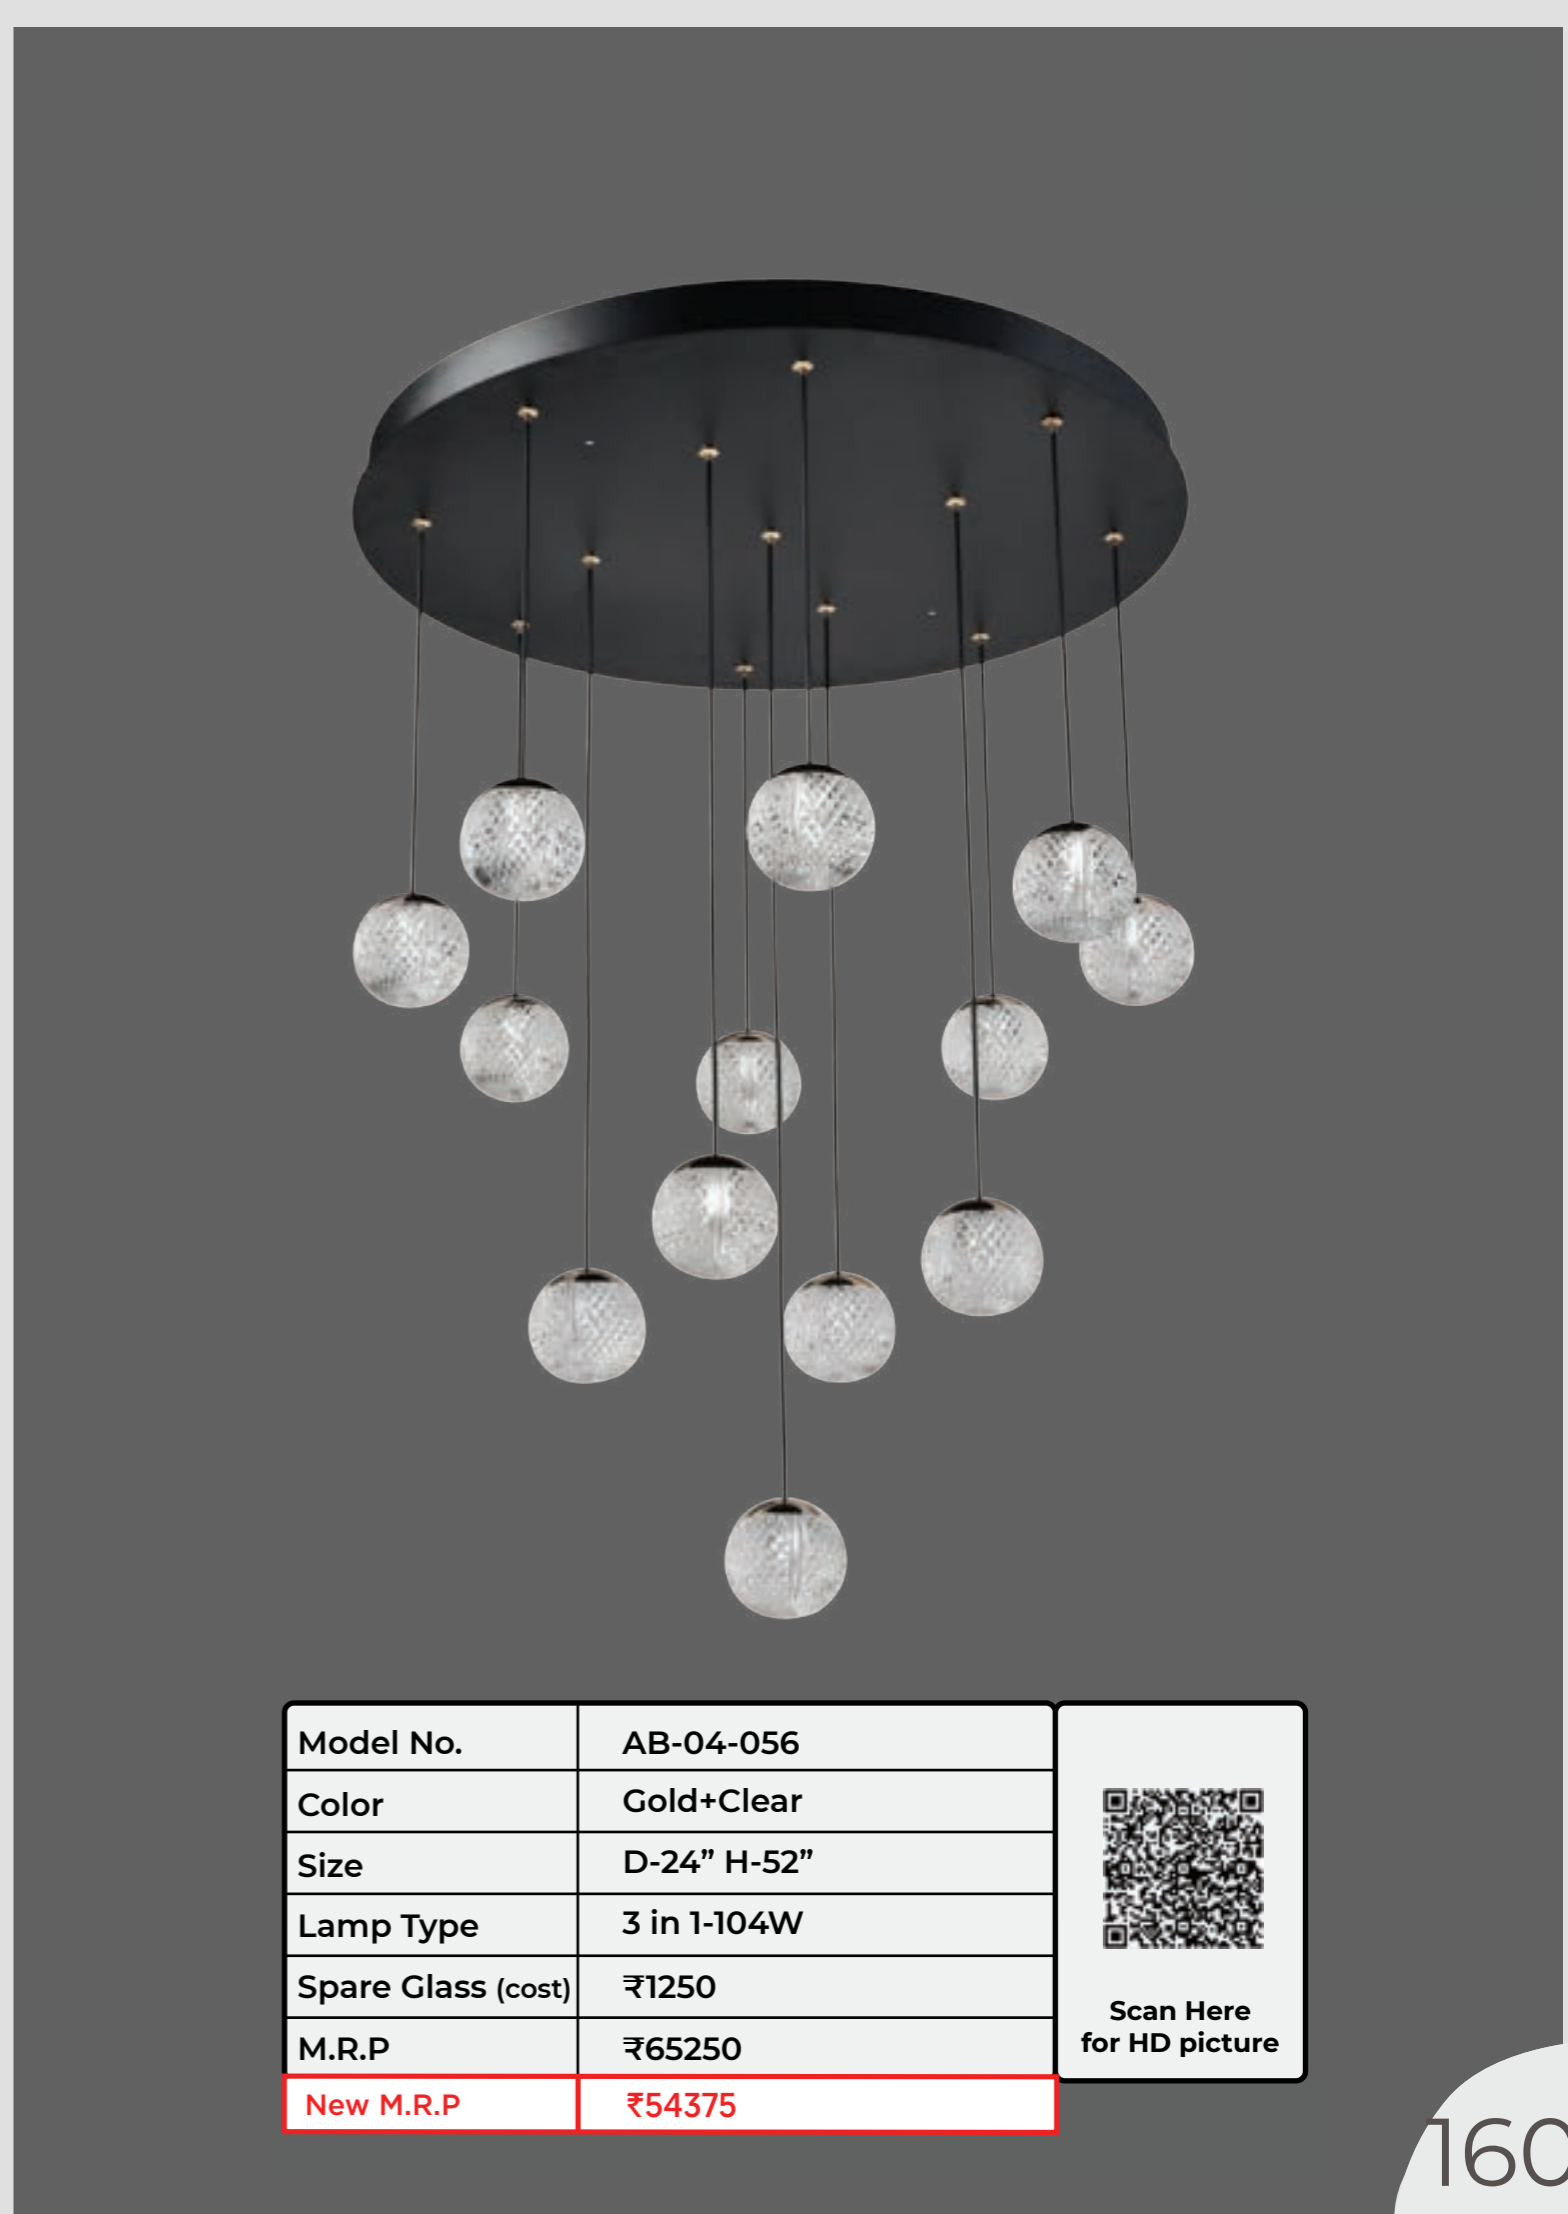 Model No. AB-04-056
Color Gold+Clear
Size D-24” H-52”
Lamp Type 3 in 1-104W
Spare Glass (cost) ₹1250
M.R.P ₹65250
New M.R.P ₹54375
Scan Here
for HD picture
160